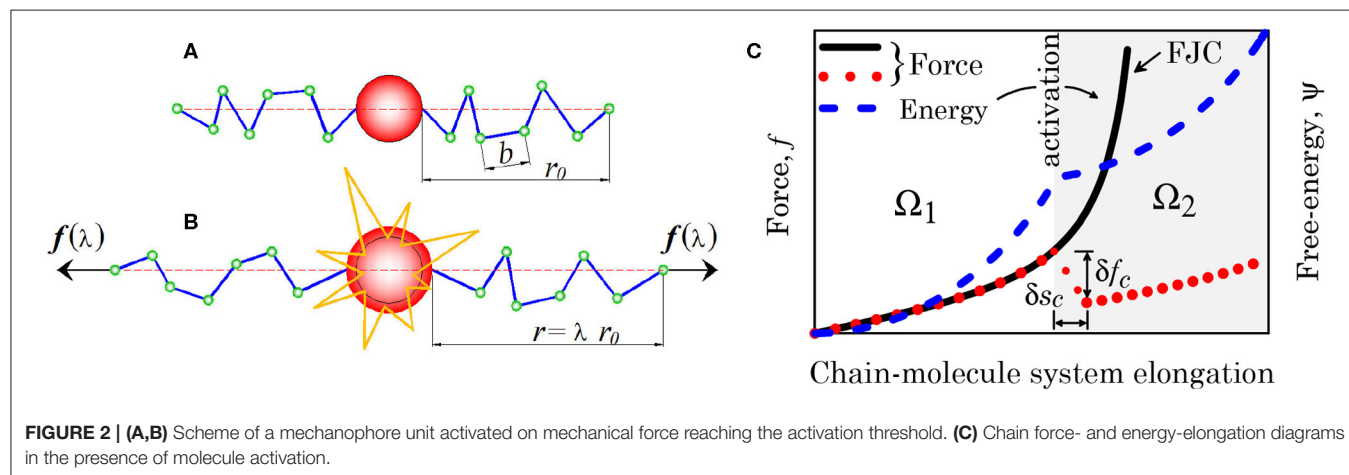 A
b
r₀
B
f(λ)
f(λ)
r= λ r₀
C
Force
Energy
activation
FJC
Ω₁
Ω₂
δf꜀
δs꜀
Force, f
Free-energy, ψ
Chain-molecule system elongation
FIGURE 2 | (A,B) Scheme of a mechanophore unit activated on mechanical force reaching the activation threshold. (C) Chain force- and energy-elongation diagrams
in the presence of molecule activation.